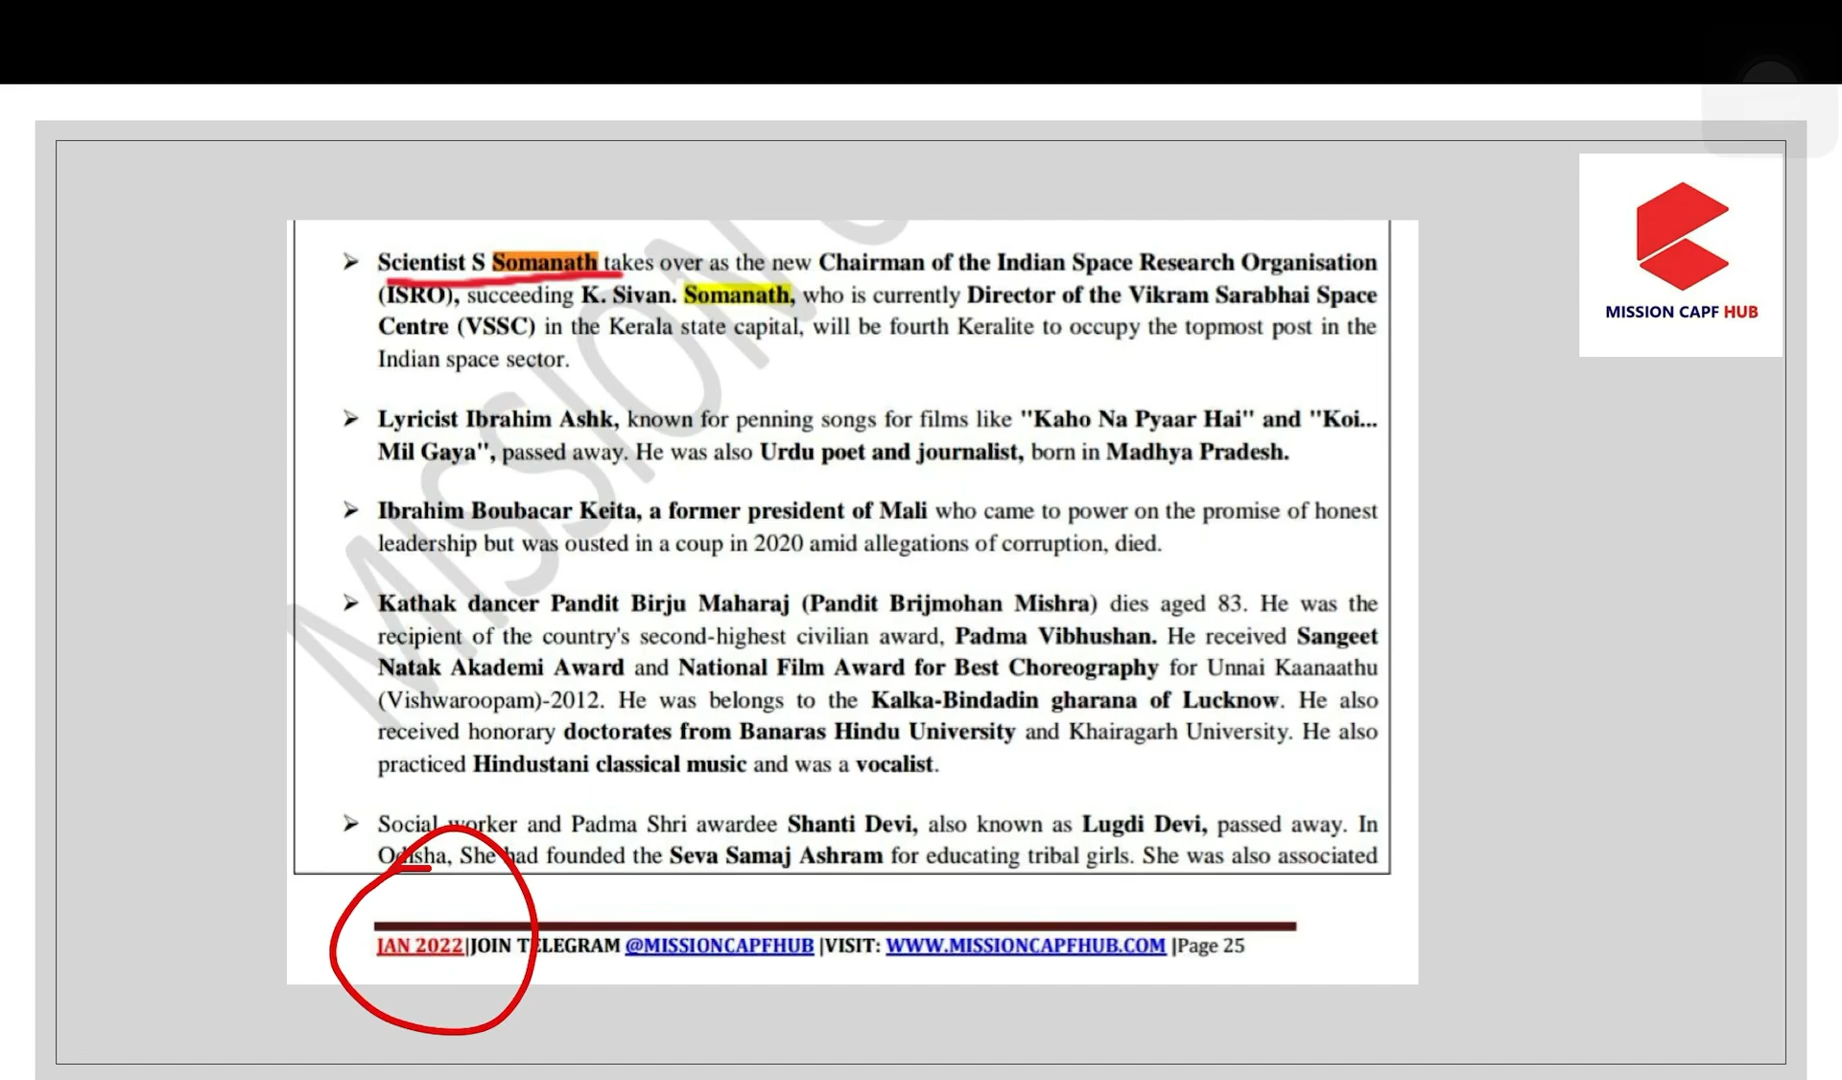 MISSION CAPF HUB
➢ Scientist S Somanath takes over as the new Chairman of the Indian Space Research Organisation
(ISRO), succeeding K. Sivan. Somanath, who is currently Director of the Vikram Sarabhai Space
Centre (VSSC) in the Kerala state capital, will be fourth Keralite to occupy the topmost post in the
Indian space sector.
➢ Lyricist Ibrahim Ashk, known for penning songs for films like "Kaho Na Pyaar Hai" and "Koi...
Mil Gaya", passed away. He was also Urdu poet and journalist, born in Madhya Pradesh.
➢ Ibrahim Boubacar Keita, a former president of Mali who came to power on the promise of honest
leadership but was ousted in a coup in 2020 amid allegations of corruption, died.
➢ Kathak dancer Pandit Birju Maharaj (Pandit Brijmohan Mishra) dies aged 83. He was the
recipient of the country's second-highest civilian award, Padma Vibhushan. He received Sangeet
Natak Akademi Award and National Film Award for Best Choreography for Unnai Kaanaathu
(Vishwaroopam)-2012. He was belongs to the Kalka-Bindadin gharana of Lucknow. He also
received honorary doctorates from Banaras Hindu University and Khairagarh University. He also
practiced Hindustani classical music and was a vocalist.
➢ Social worker and Padma Shri awardee Shanti Devi, also known as Lugdi Devi, passed away. In
Odisha, She had founded the Seva Samaj Ashram for educating tribal girls. She was also associated
JAN 2022|JOIN TELEGRAM @MISSIONCAPFHUB |VISIT: WWW.MISSIONCAPFHUB.COM |Page 25
MISSION